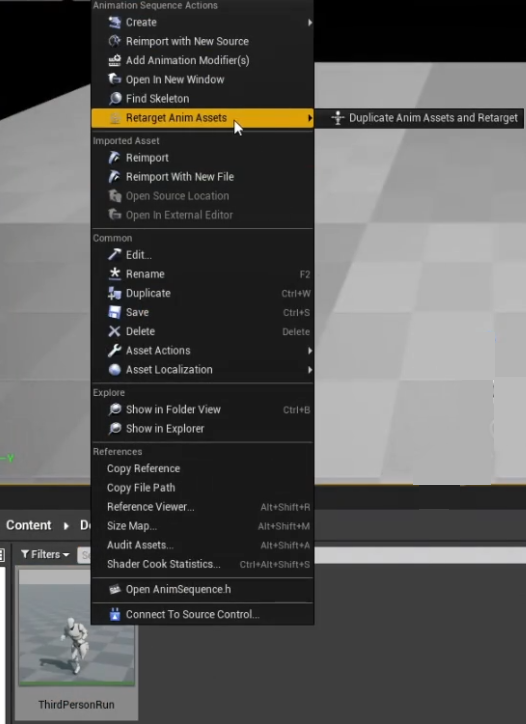 Animation Sequence Actions
Create
Reimport with New Source
Add Animation Modifier(s)
Open In New Window
Find Skeleton
Retarget Anim Assets
Duplicate Anim Assets and Retarget
Imported Asset
Reimport
Reimport With New File
Open Source Location
Open In External Editor
Common
Edit...
Rename F2
Duplicate Ctrl+W
Save Ctrl+S
Delete Delete
Asset Actions
Asset Localization
Explore
Show in Folder View Ctrl+B
Show in Explorer
References
Copy Reference
Copy File Path
Reference Viewer... Alt+Shift+R
Size Map... Alt+Shift+M
Audit Assets... Alt+Shift+A
Shader Cook Statistics... Ctrl+Alt+Shift+S
Open AnimSequence.h
Connect To Source Control...
Content
Filters
ThirdPersonRun